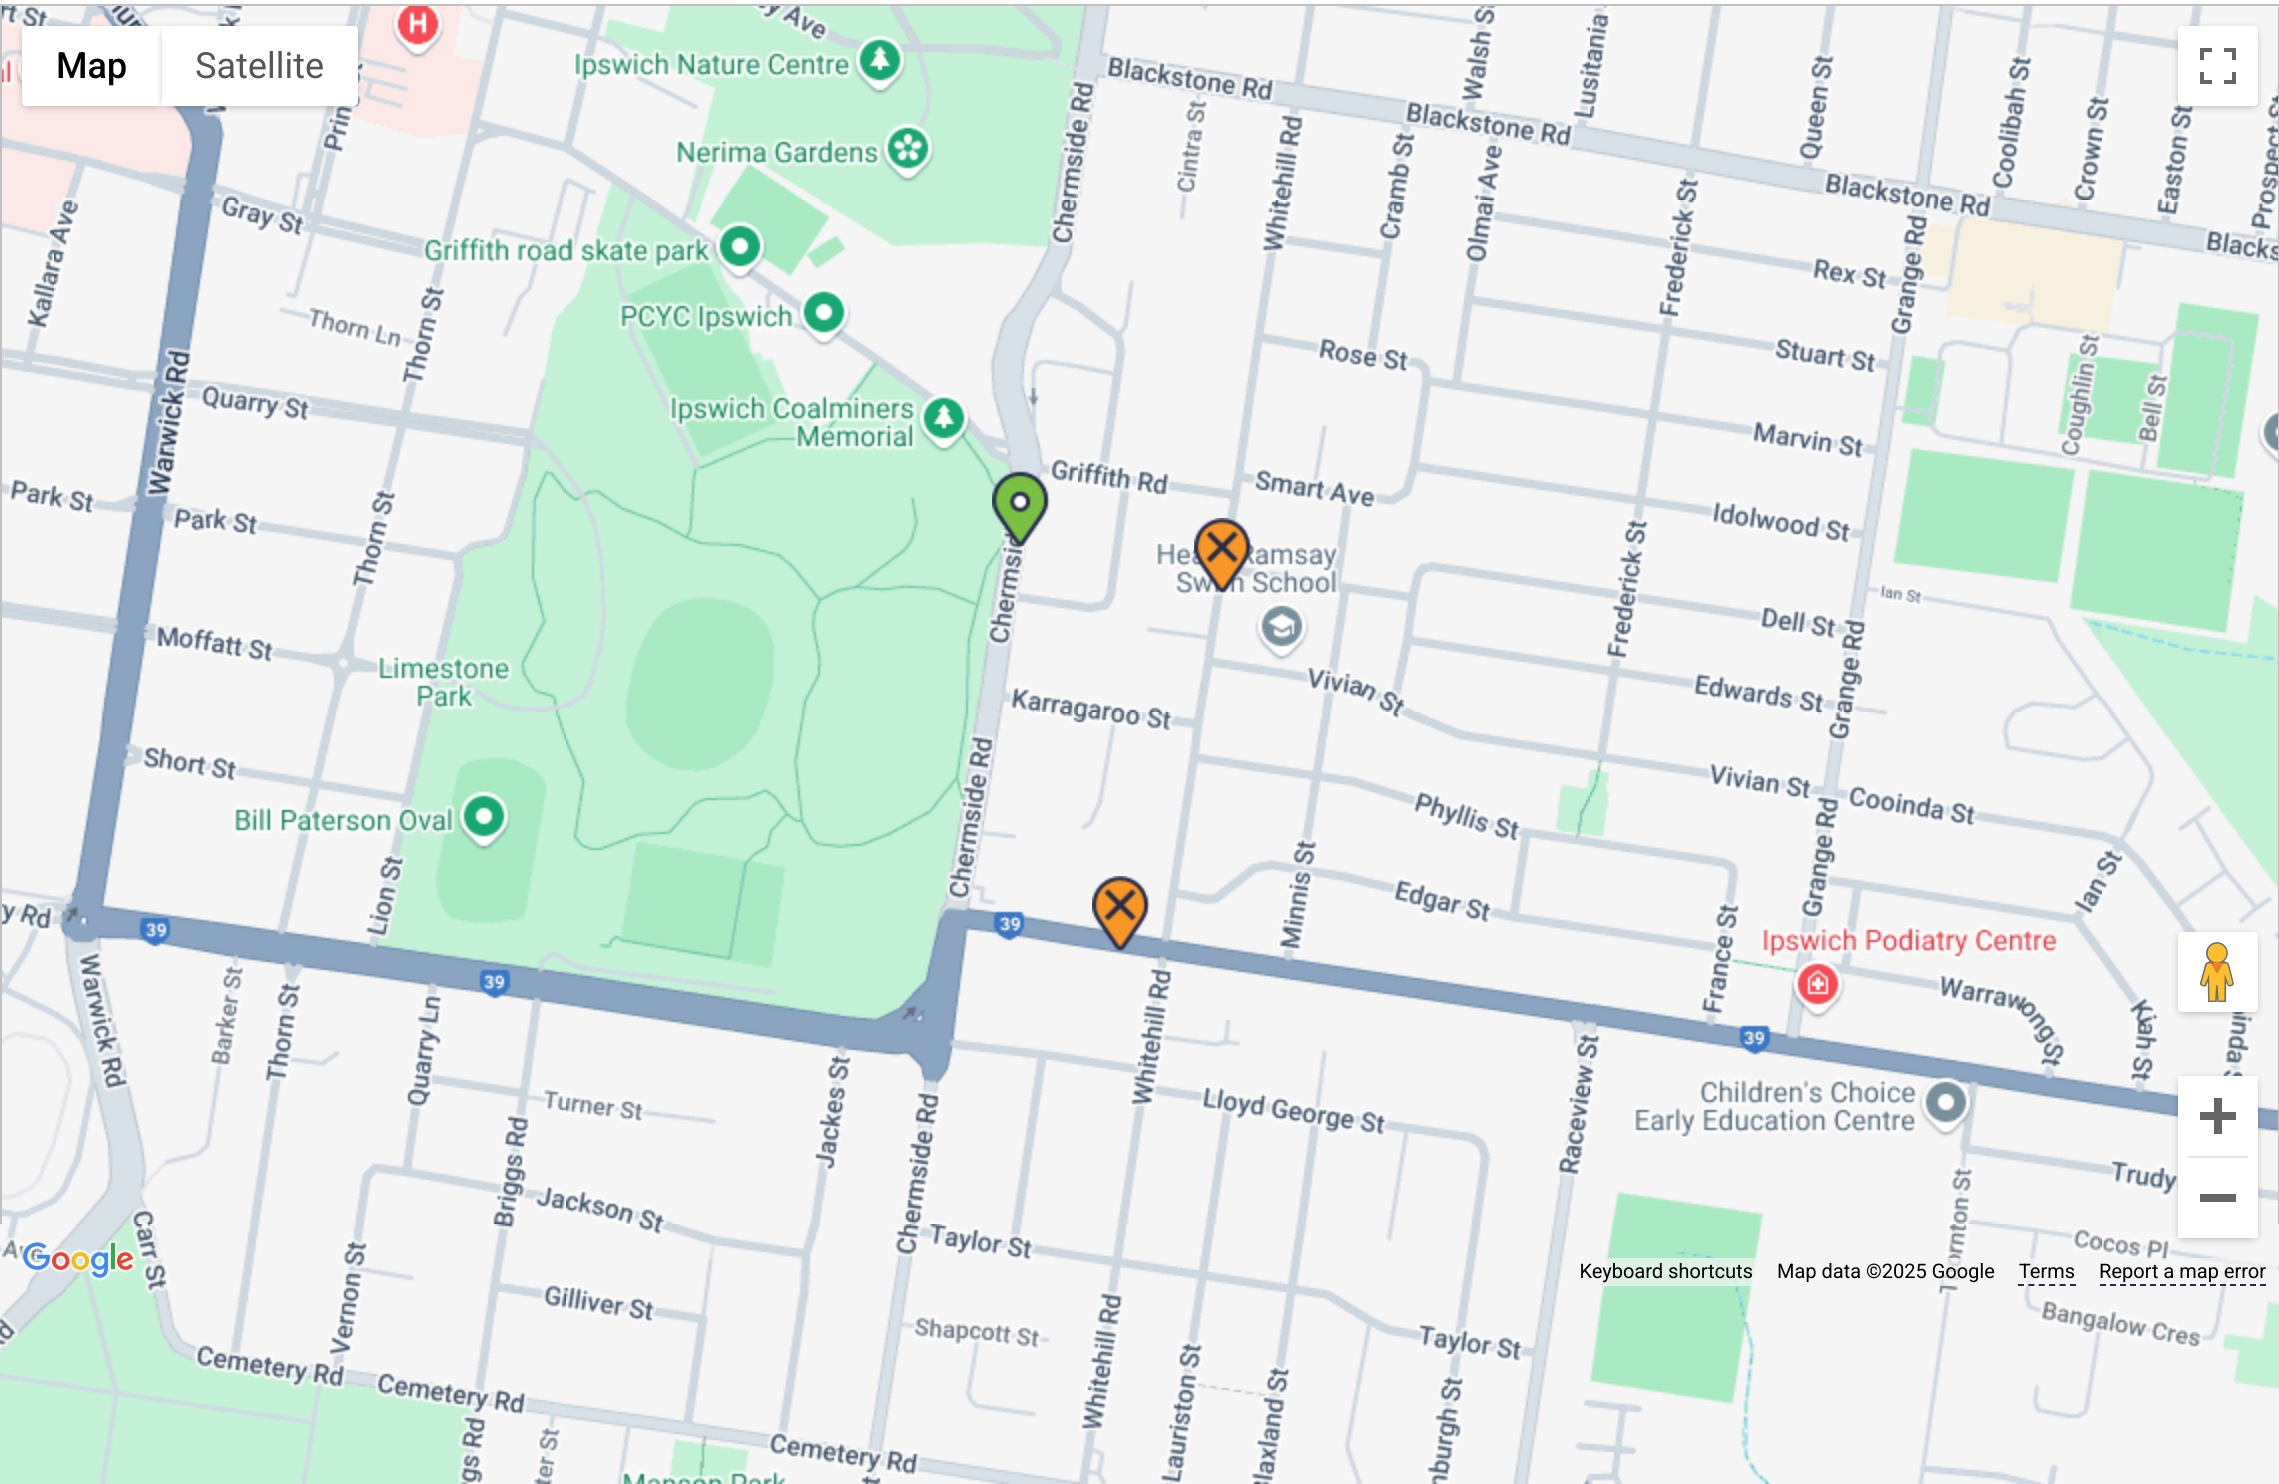 Map
Satellite
H
Ipswich Nature Centre
Nerima Gardens
Griffith road skate park
PCYC Ipswich
Ipswich Coalminers
Memorial
Blackstone Rd
Blackstone Rd
Blackstone Rd
Chermside Rd
Cintra St
Whitehill Rd
Cramb St
Walsh St
Olmai Ave
Lusitania
Frederick St
Queen St
Grange Rd
Coolibah St
Crown St
Easton St
Prospect St
Rex St
Stuart St
Marvin St
Idolwood St
Coughlin St
Bell St
Kallara Ave
Gray St
Thorn Ln
Thorn St
Quarry St
Warwick Rd
Park St
Park St
Thorn St
Moffatt St
Short St
Limestone
Park
Bill Paterson Oval
Lion St
Rose St
Griffith Rd
Smart Ave
Ramsay
Swim School
Frederick St
Ian St
Dell St
Edwards St
Grange Rd
Karragaroo St
Vivian St
Vivian St
Cooinda St
Phyllis St
Edgar St
Minnis St
Chermside Rd
Grange Rd
Ian St
France St
Ipswich Podiatry Centre
Warrawong St
Kiah St
39
39
39
39
Warwick Rd
Barker St
Thorn St
Quarry Ln
Turner St
Briggs Rd
Jackes St
Chermside Rd
Whitehill Rd
Lloyd George St
Raceview St
Children's Choice
Early Education Centre
Trudy
Thornton St
Cocos Pl
Bangalow Cres
Jackson St
Carr St
Vernon St
Gilliver St
Taylor St
Taylor St
Shapcott St
Whitehill Rd
Lauriston St
Cemetery Rd
Cemetery Rd
Cemetery Rd
Google
Keyboard shortcuts
Map data ©2025 Google
Terms
Report a map error